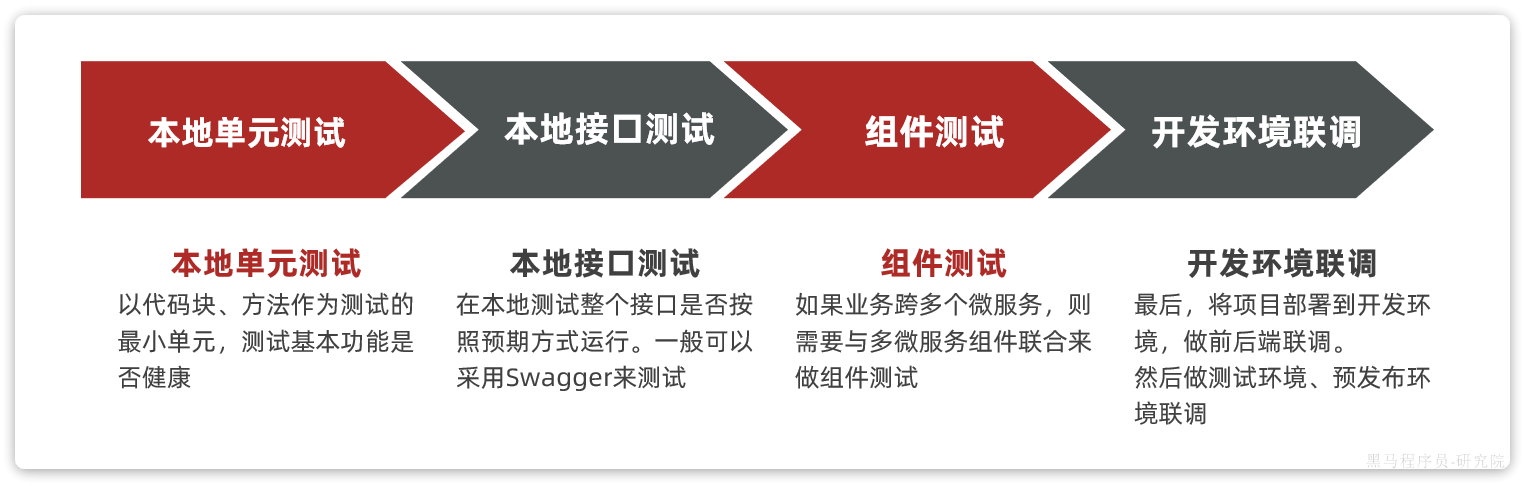 本地单元测试
本地接口测试
组件测试
开发环境联调
本地单元测试
以代码块、方法作为测试的
最小单元，测试基本功能是
否健康
本地接口测试
在本地测试整个接口是否按
照预期方式运行。一般可以
采用Swagger来测试
组件测试
如果业务跨多个微服务，则
需要与多微服务组件联合来
做组件测试
开发环境联调
最后，将项目部署到开发环
境，做前后端联调。
然后做测试环境、预发布环
境联调
黑马程序员-研究院